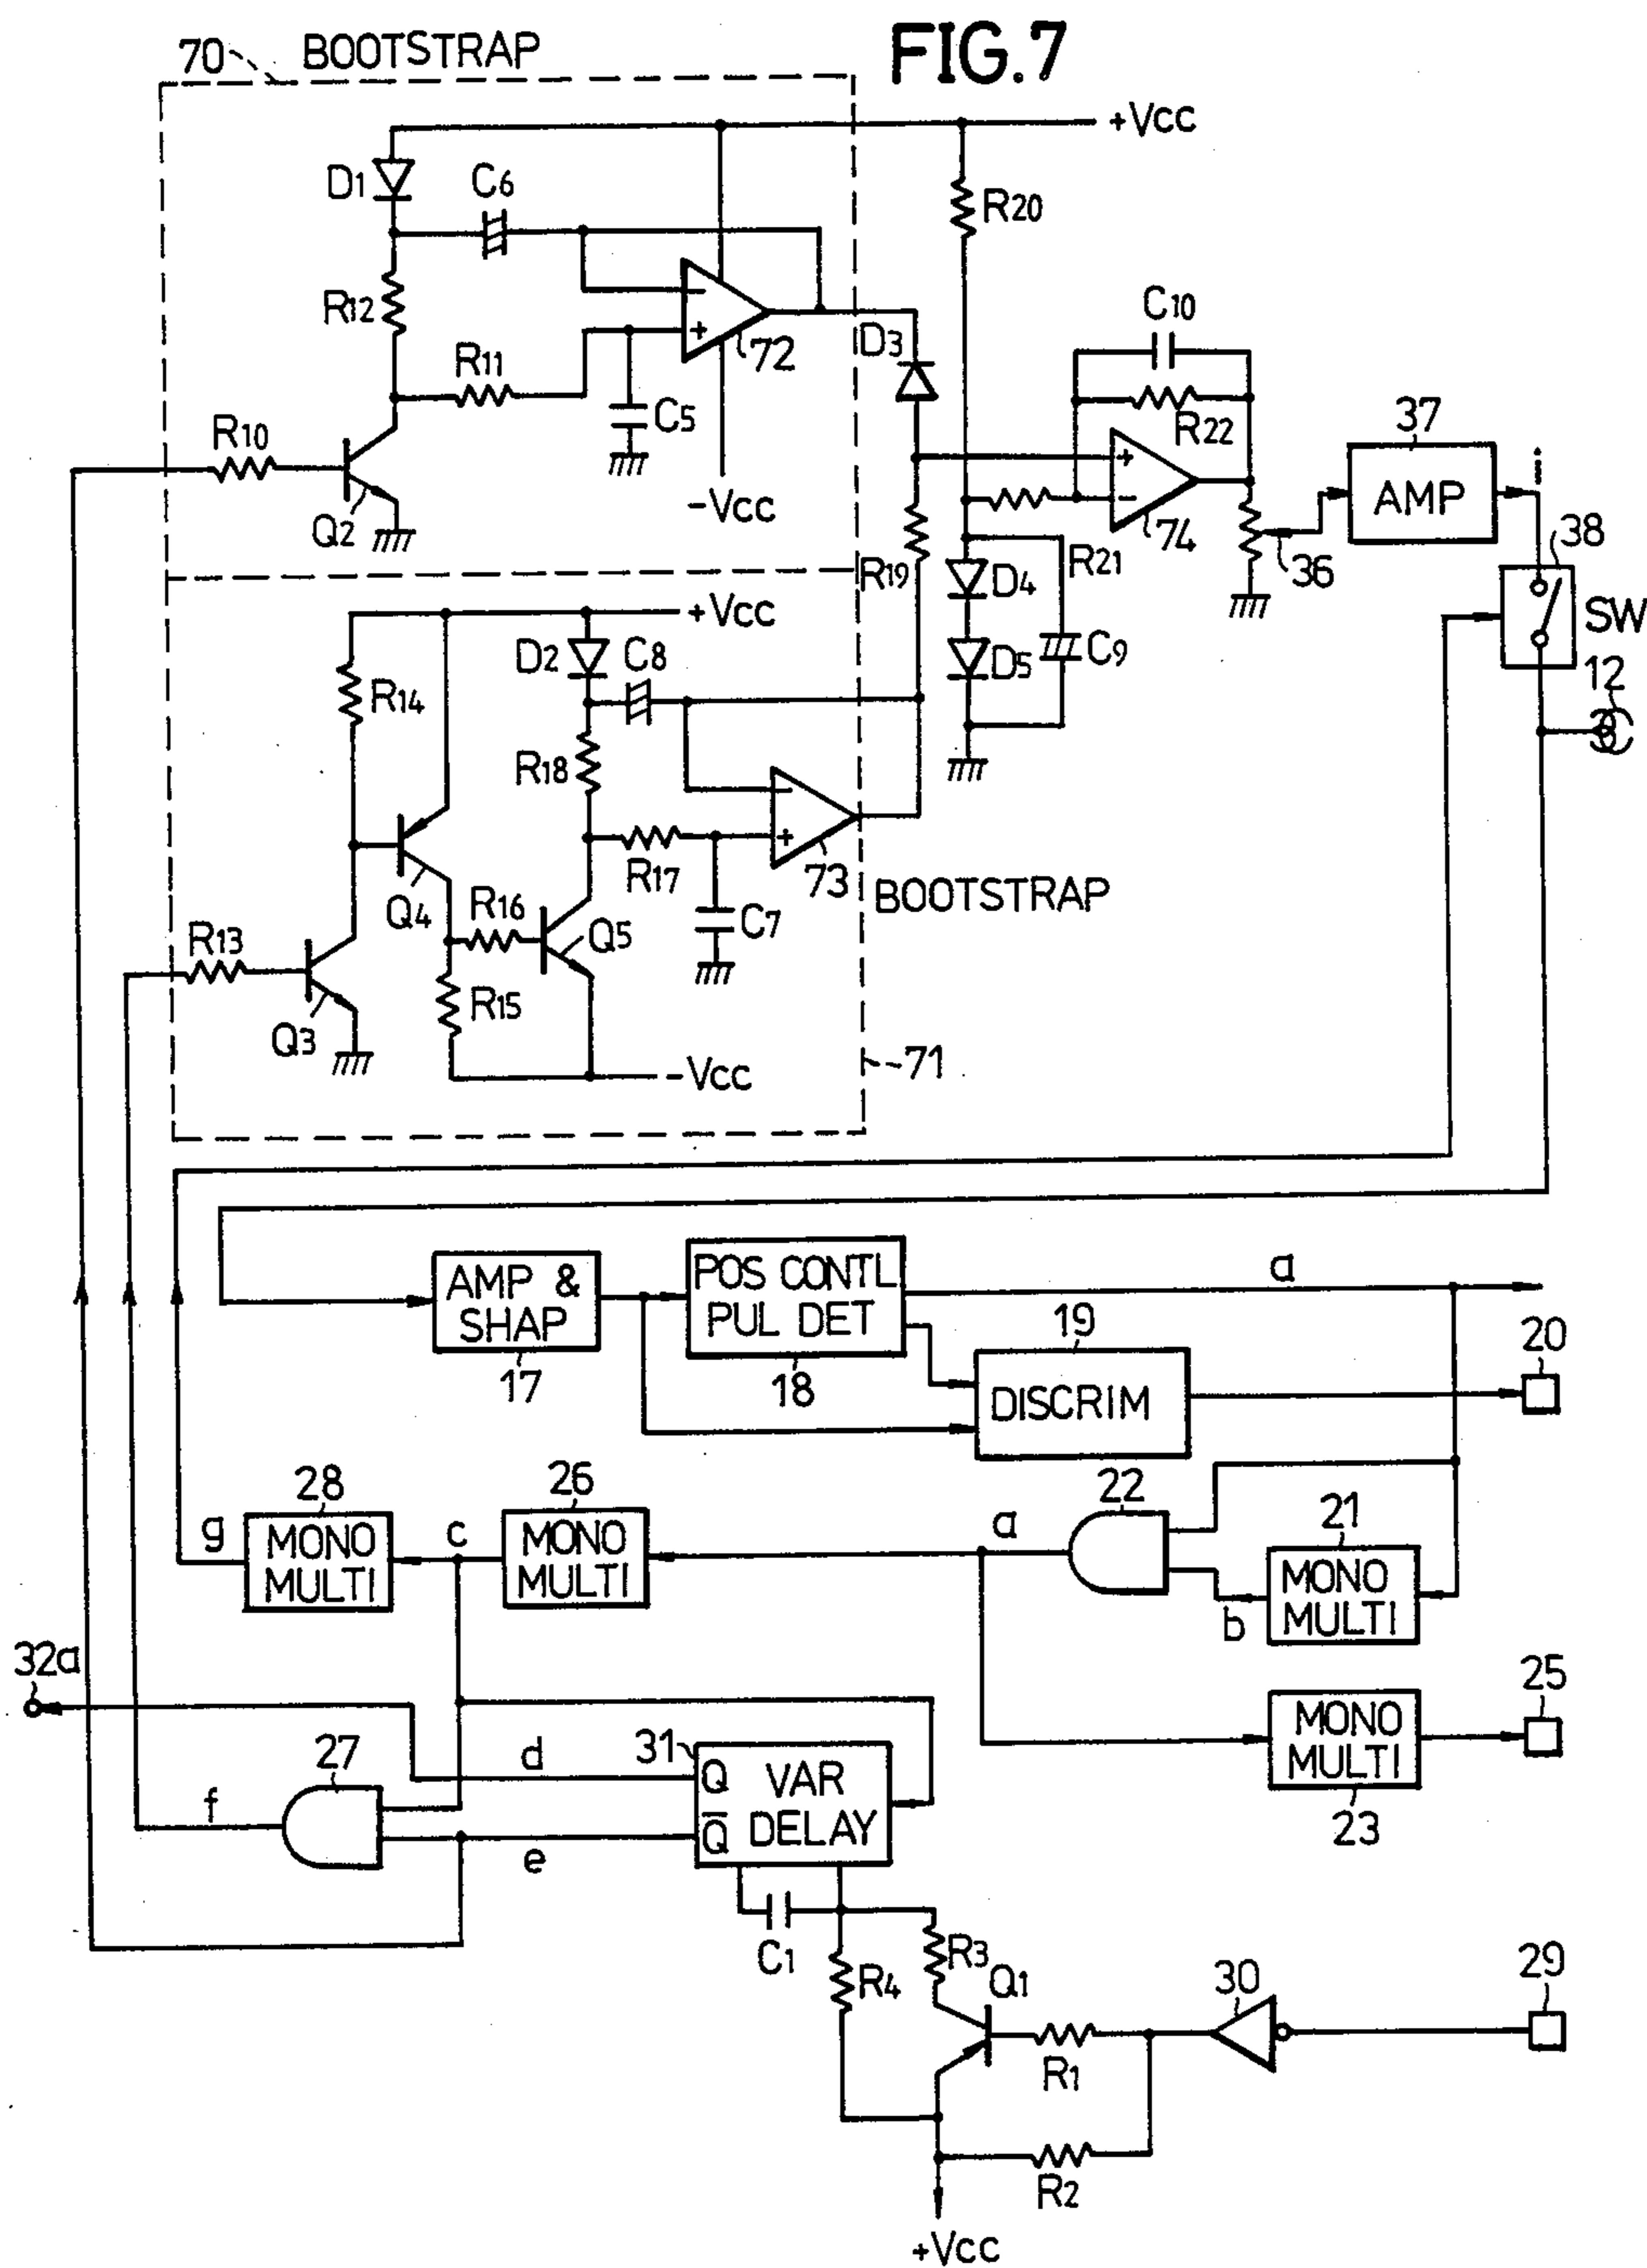 FIG.7
70
BOOTSTRAP
+Vcc
D1
C6
R20
R12
C10
R11
72
D3
C5
R22
37
R10
AMP
i
-Vcc
Q2
74
36
38
R19
D4
R21
SW
+Vcc
D2
C8
D5
C9
12
R14
R18
R17
73
BOOTSTRAP
Q4
R16
Q5
C7
R13
R15
Q3
-Vcc
71
AMP &
SHAP
17
POS CONTL
PUL DET
18
a
19
DISCRIM
20
28
MONO
MULTI
g
c
26
MONO
MULTI
a
22
21
MONO
MULTI
b
32a
25
MONO
MULTI
23
27
31
d
Q
VAR
DELAY
Q̅
f
e
C1
R4
R3
Q1
30
29
R1
R2
+Vcc